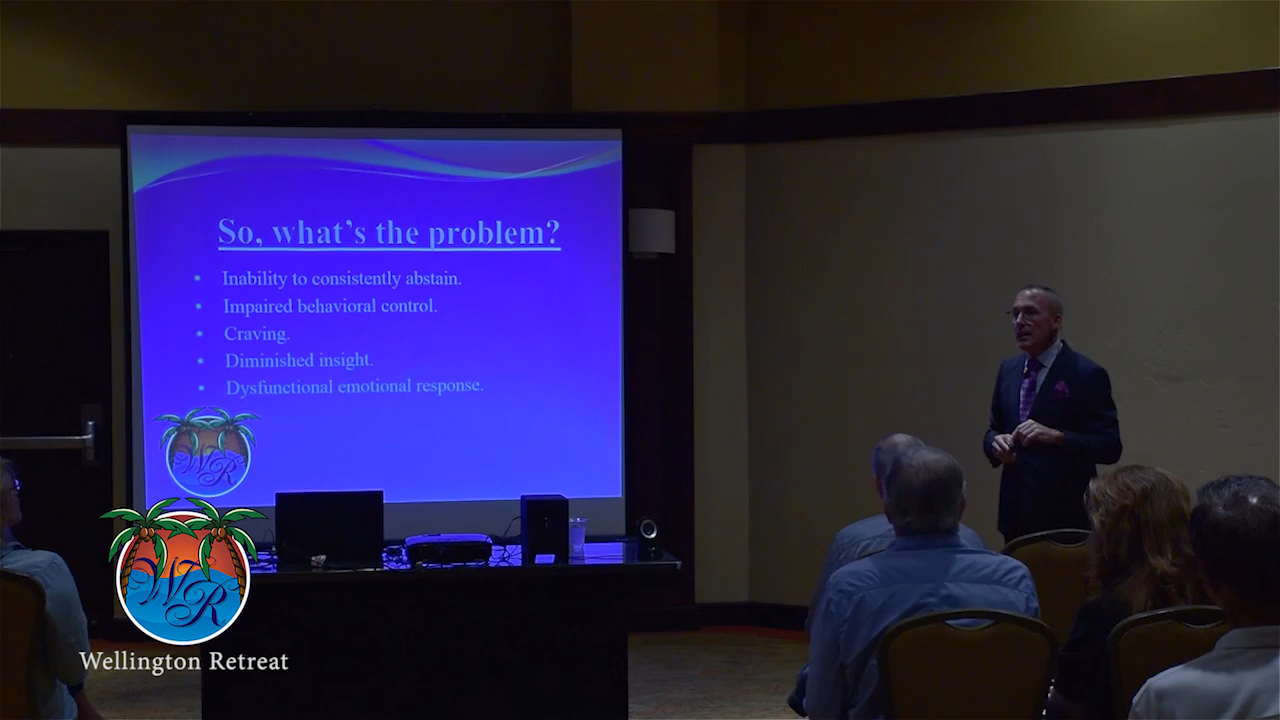 So, what's the problem?
• Inability to consistently abstain.
• Impaired behavioral control.
• Craving.
• Diminished insight.
• Dysfunctional emotional response.
WR
WR
Wellington Retreat